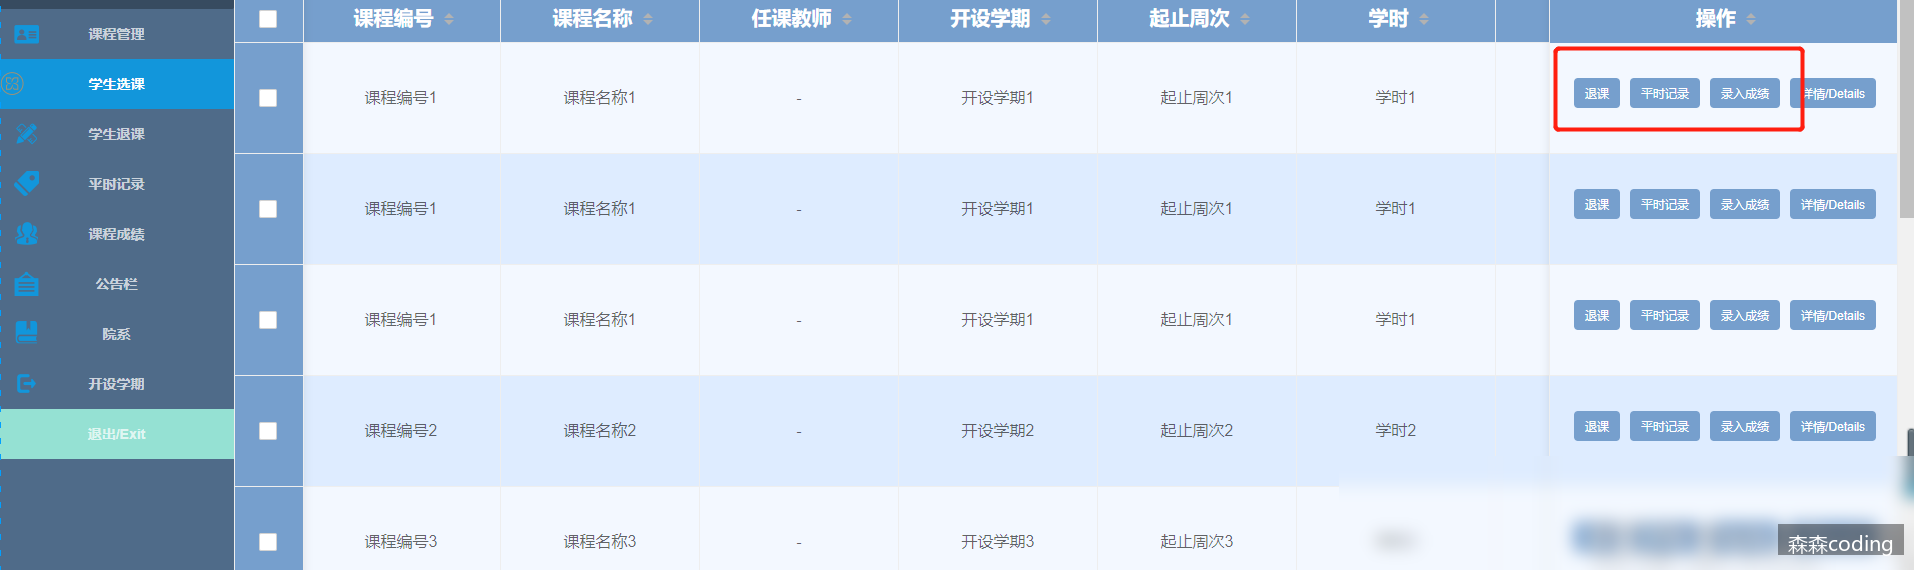 课程管理
学生选课
学生退课
平时记录
课程成绩
公告栏
院系
开设学期
退出/Exit
课程编号 课程名称 任课教师 开设学期 起止周次 学时 操作
课程编号1 课程名称1 - 开设学期1 起止周次1 学时1 退课 平时记录 录入成绩 详情/Details
课程编号1 课程名称1 - 开设学期1 起止周次1 学时1 退课 平时记录 录入成绩 详情/Details
课程编号1 课程名称1 - 开设学期1 起止周次1 学时1 退课 平时记录 录入成绩 详情/Details
课程编号2 课程名称2 - 开设学期2 起止周次2 学时2 退课 平时记录 录入成绩 详情/Details
课程编号3 课程名称3 - 开设学期3 起止周次3
森森coding